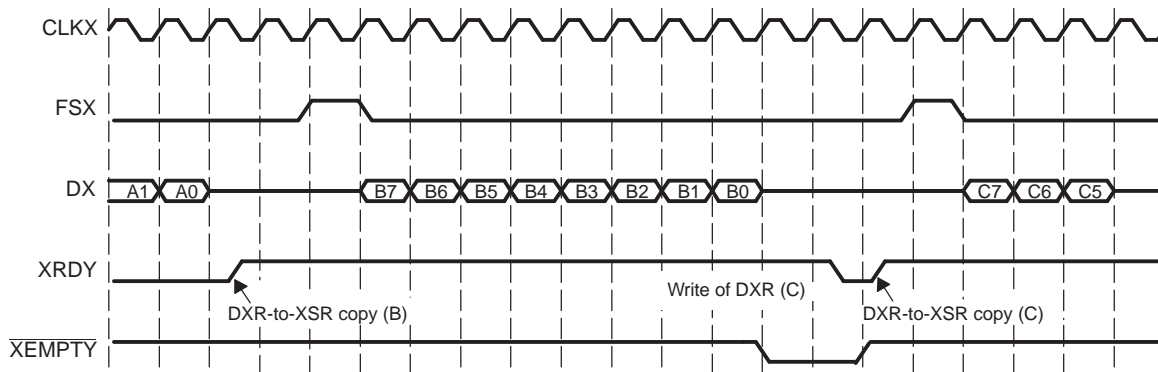 CLKX
FSX
DX A1 A0 B7 B6 B5 B4 B3 B2 B1 B0 C7 C6 C5
XRDY
Write of DXR (C)
DXR-to-XSR copy (B) DXR-to-XSR copy (C)
XEMPTY